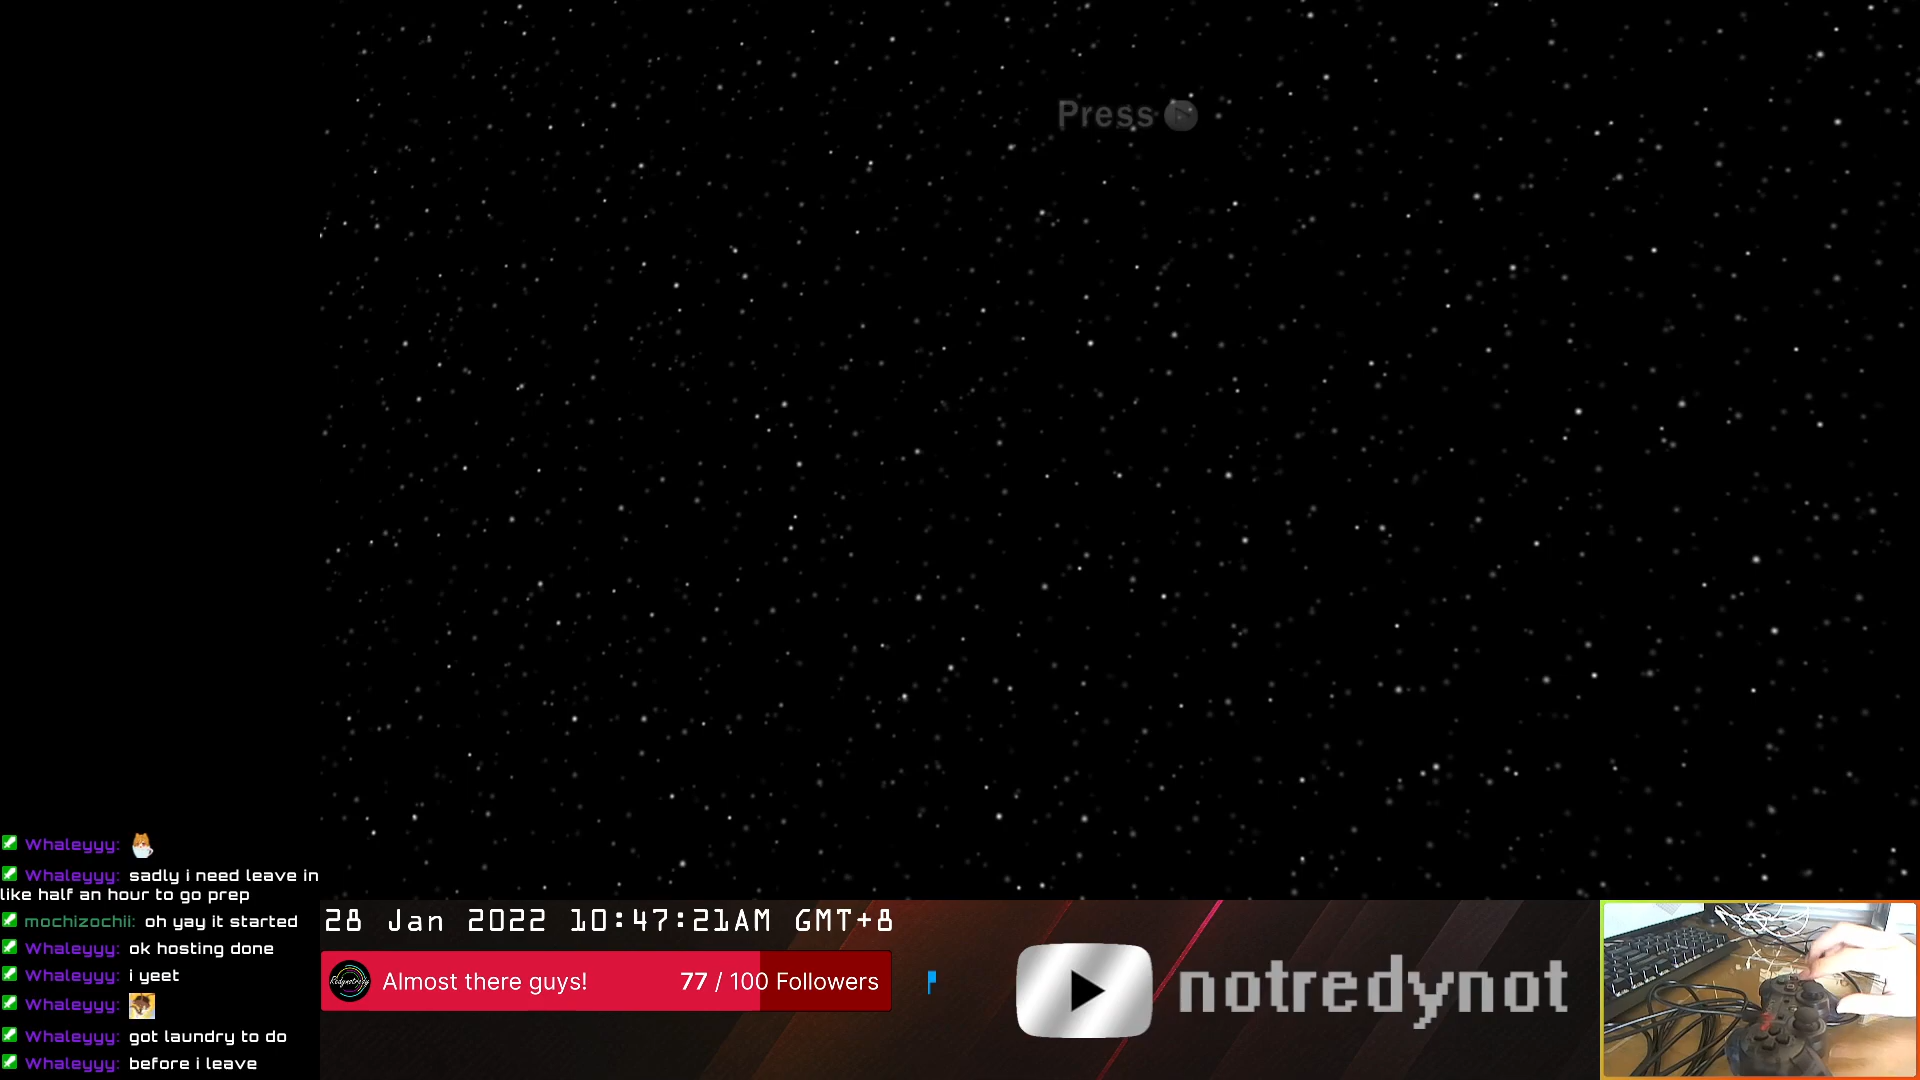 Press
Whaleyyy:
Whaleyyy: sadly i need leave in
like half an hour to go prep
mochizochii: oh yay it started
Whaleyyy: ok hosting done
Whaleyyy: i yeet
Whaleyyy:
Whaleyyy: got laundry to do
Whaleyyy: before i leave
28 Jan 2022 10:47:21AM GMT+8
Almost there guys! 77 / 100 Followers
notredynot